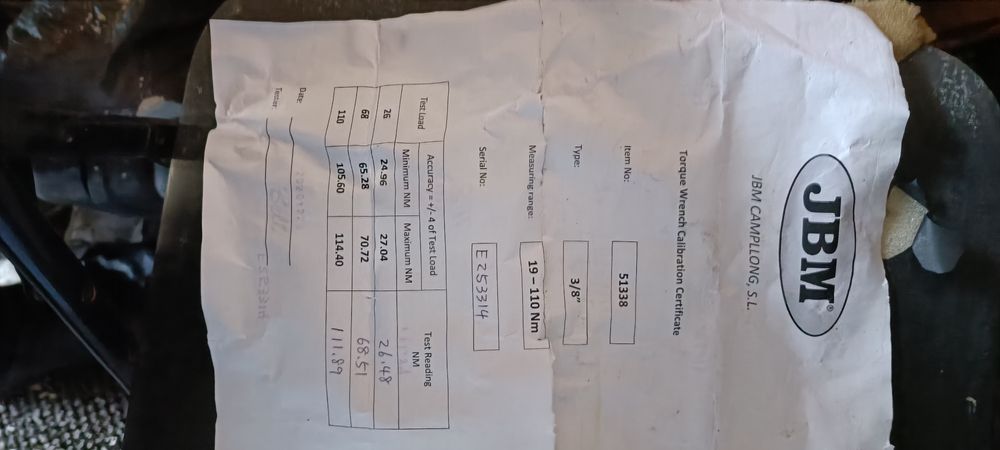 JBM®
JBM CAMPLLONG, S.L.
Torque Wrench Calibration Certificate
Item No: 51338
Type: 3/8"
Measuring range: 19 – 110 Nm
Serial No: E253314
Test Load Accuracy = +/- 4 of Test Load Test Reading
Minimum NM Maximum NM NM
26 24.96 27.04 26.48
68 65.28 70.72 68.51
110 105.60 114.40 111.89
Date:
Tester: